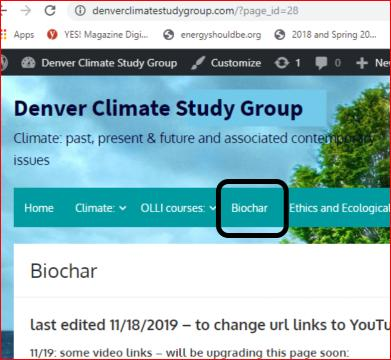 denverclimatestudygroup.com/?page_id=28
Apps YES! Magazine Digi... energyshouldbe.org 2018 and Spring 20...
Denver Climate Study Group Customize 1 0 + Ne
Denver Climate Study Group
Climate: past, present & future and associated contemporary
issues
Home Climate: OLLI courses: Biochar Ethics and Ecological
Biochar
last edited 11/18/2019 – to change url links to YouTu
11/19: some video links – will be upgrading this page soon: